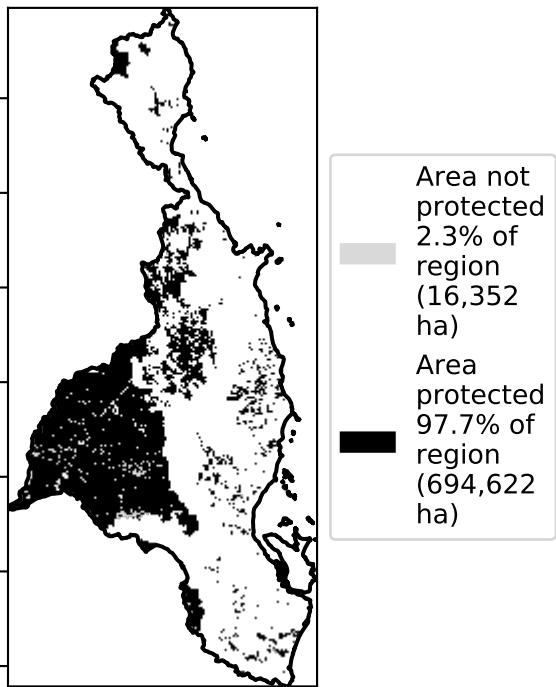 Area not
protected
2.3% of
region
(16,352
ha)
Area
protected
97.7% of
region
(694,622
ha)